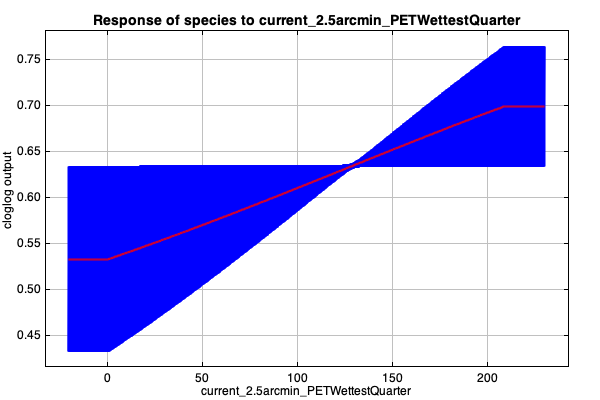 Response of species to current_2.5arcmin_PETWettestQuarter
0.75
0.70
0.65
0.60
0.55
0.50
0.45
cloglog output
0 50 100 150 200
current_2.5arcmin_PETWettestQuarter